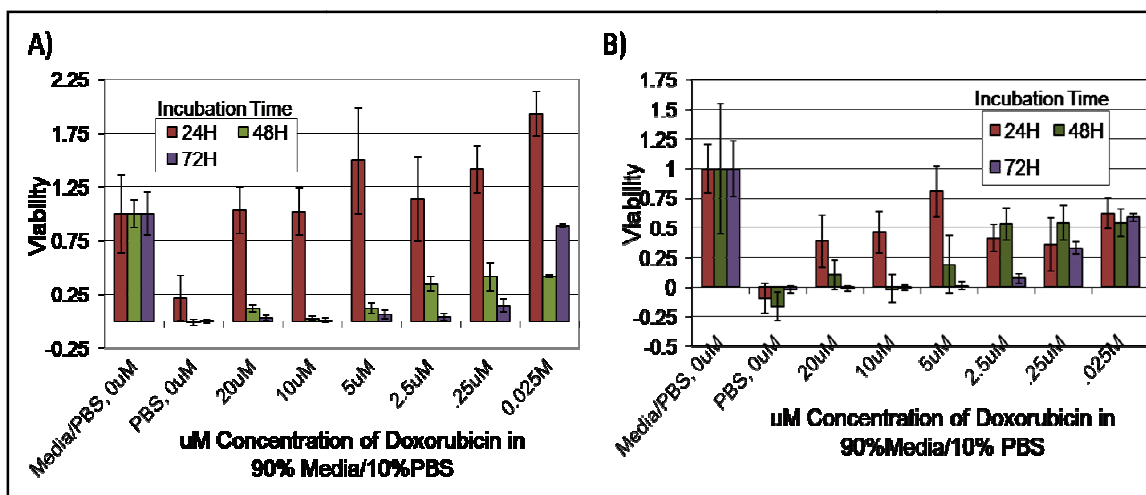 A)
2.25
1.75
1.25
0.75
0.25
-0.25
Viability
Incubation Time
24H
48H
72H
Media/PBS, 0uM
PBS, 0uM
20uM
10uM
5uM
2.5uM
.25uM
0.025M
uM Concentration of Doxorubicin in
90% Media/10%PBS
B)
1.75
1.5
1.25
1
0.75
0.5
0.25
0
-0.25
-0.5
Viability
Incubation Time
24H
48H
72H
Media/PBS, 0uM
PBS, 0uM
20uM
10uM
5uM
2.5uM
.25uM
.025M
uM Concentration of Doxorubicin in
90%Media/10% PBS